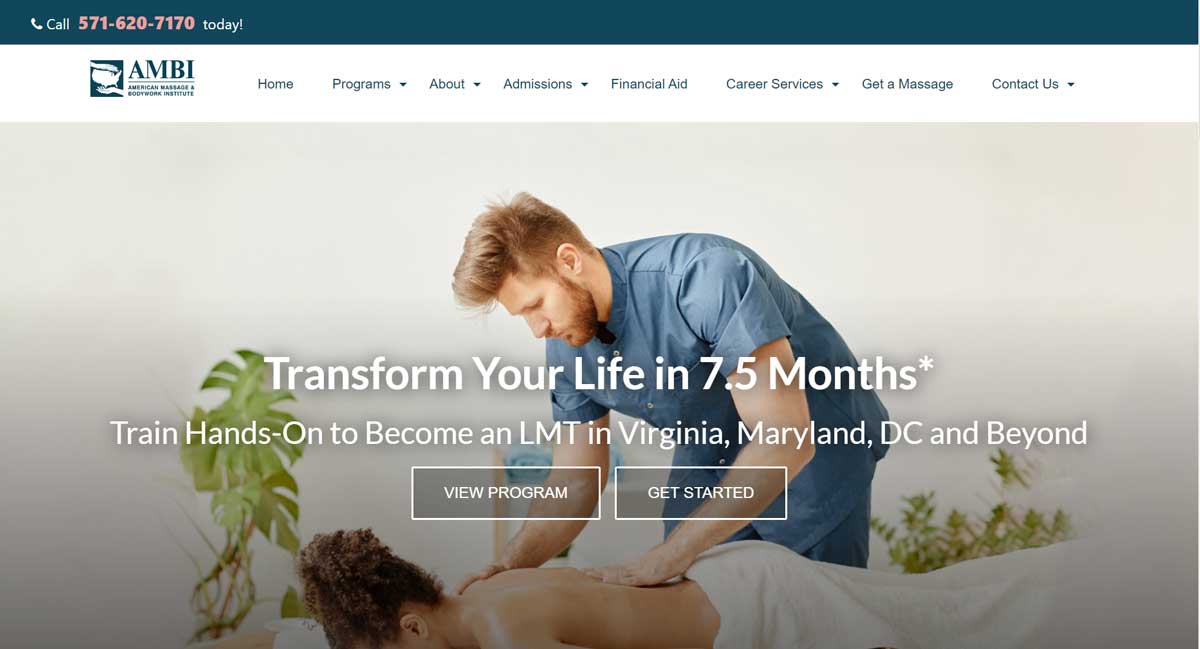 Call 571-620-7170 today!
AMBI
AMERICAN MASSAGE &
BODYWORK INSTITUTE
Home Programs About Admissions Financial Aid Career Services Get a Massage Contact Us
Transform Your Life in 7.5 Months*
Train Hands-On to Become an LMT in Virginia, Maryland, DC and Beyond
VIEW PROGRAM GET STARTED